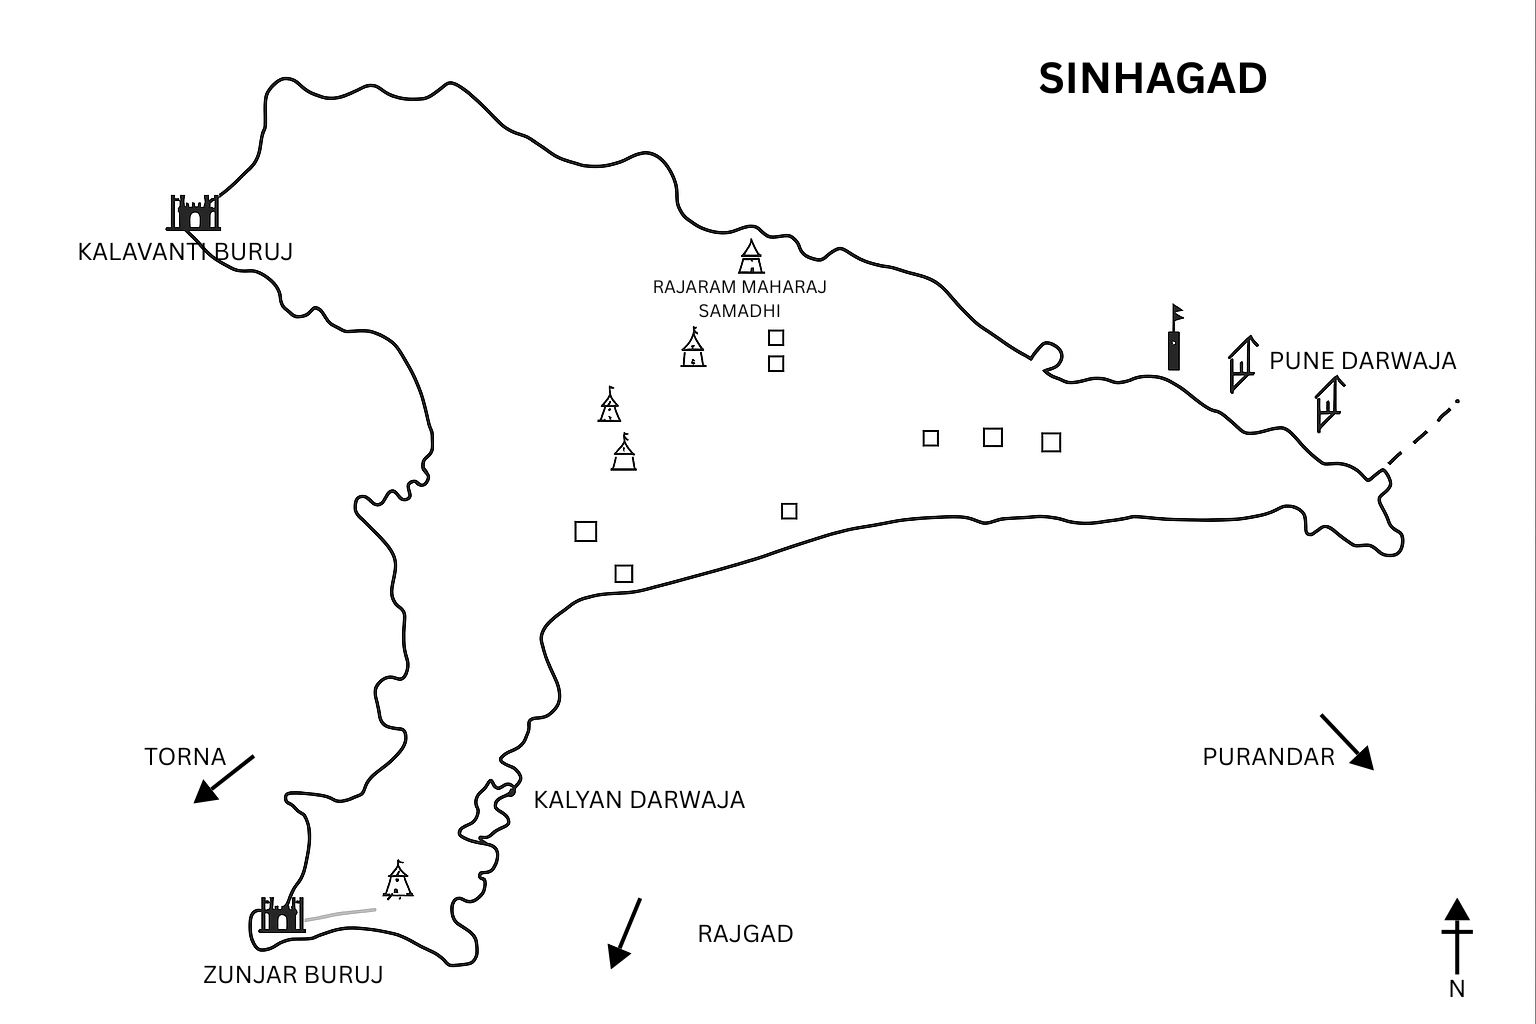 SINHAGAD
KALAVANTI BURUJ
RAJARAM MAHARAJ
SAMADHI
PUNE DARWAJA
TORNA
PURANDAR
KALYAN DARWAJA
RAJGAD
ZUNJAR BURUJ
N